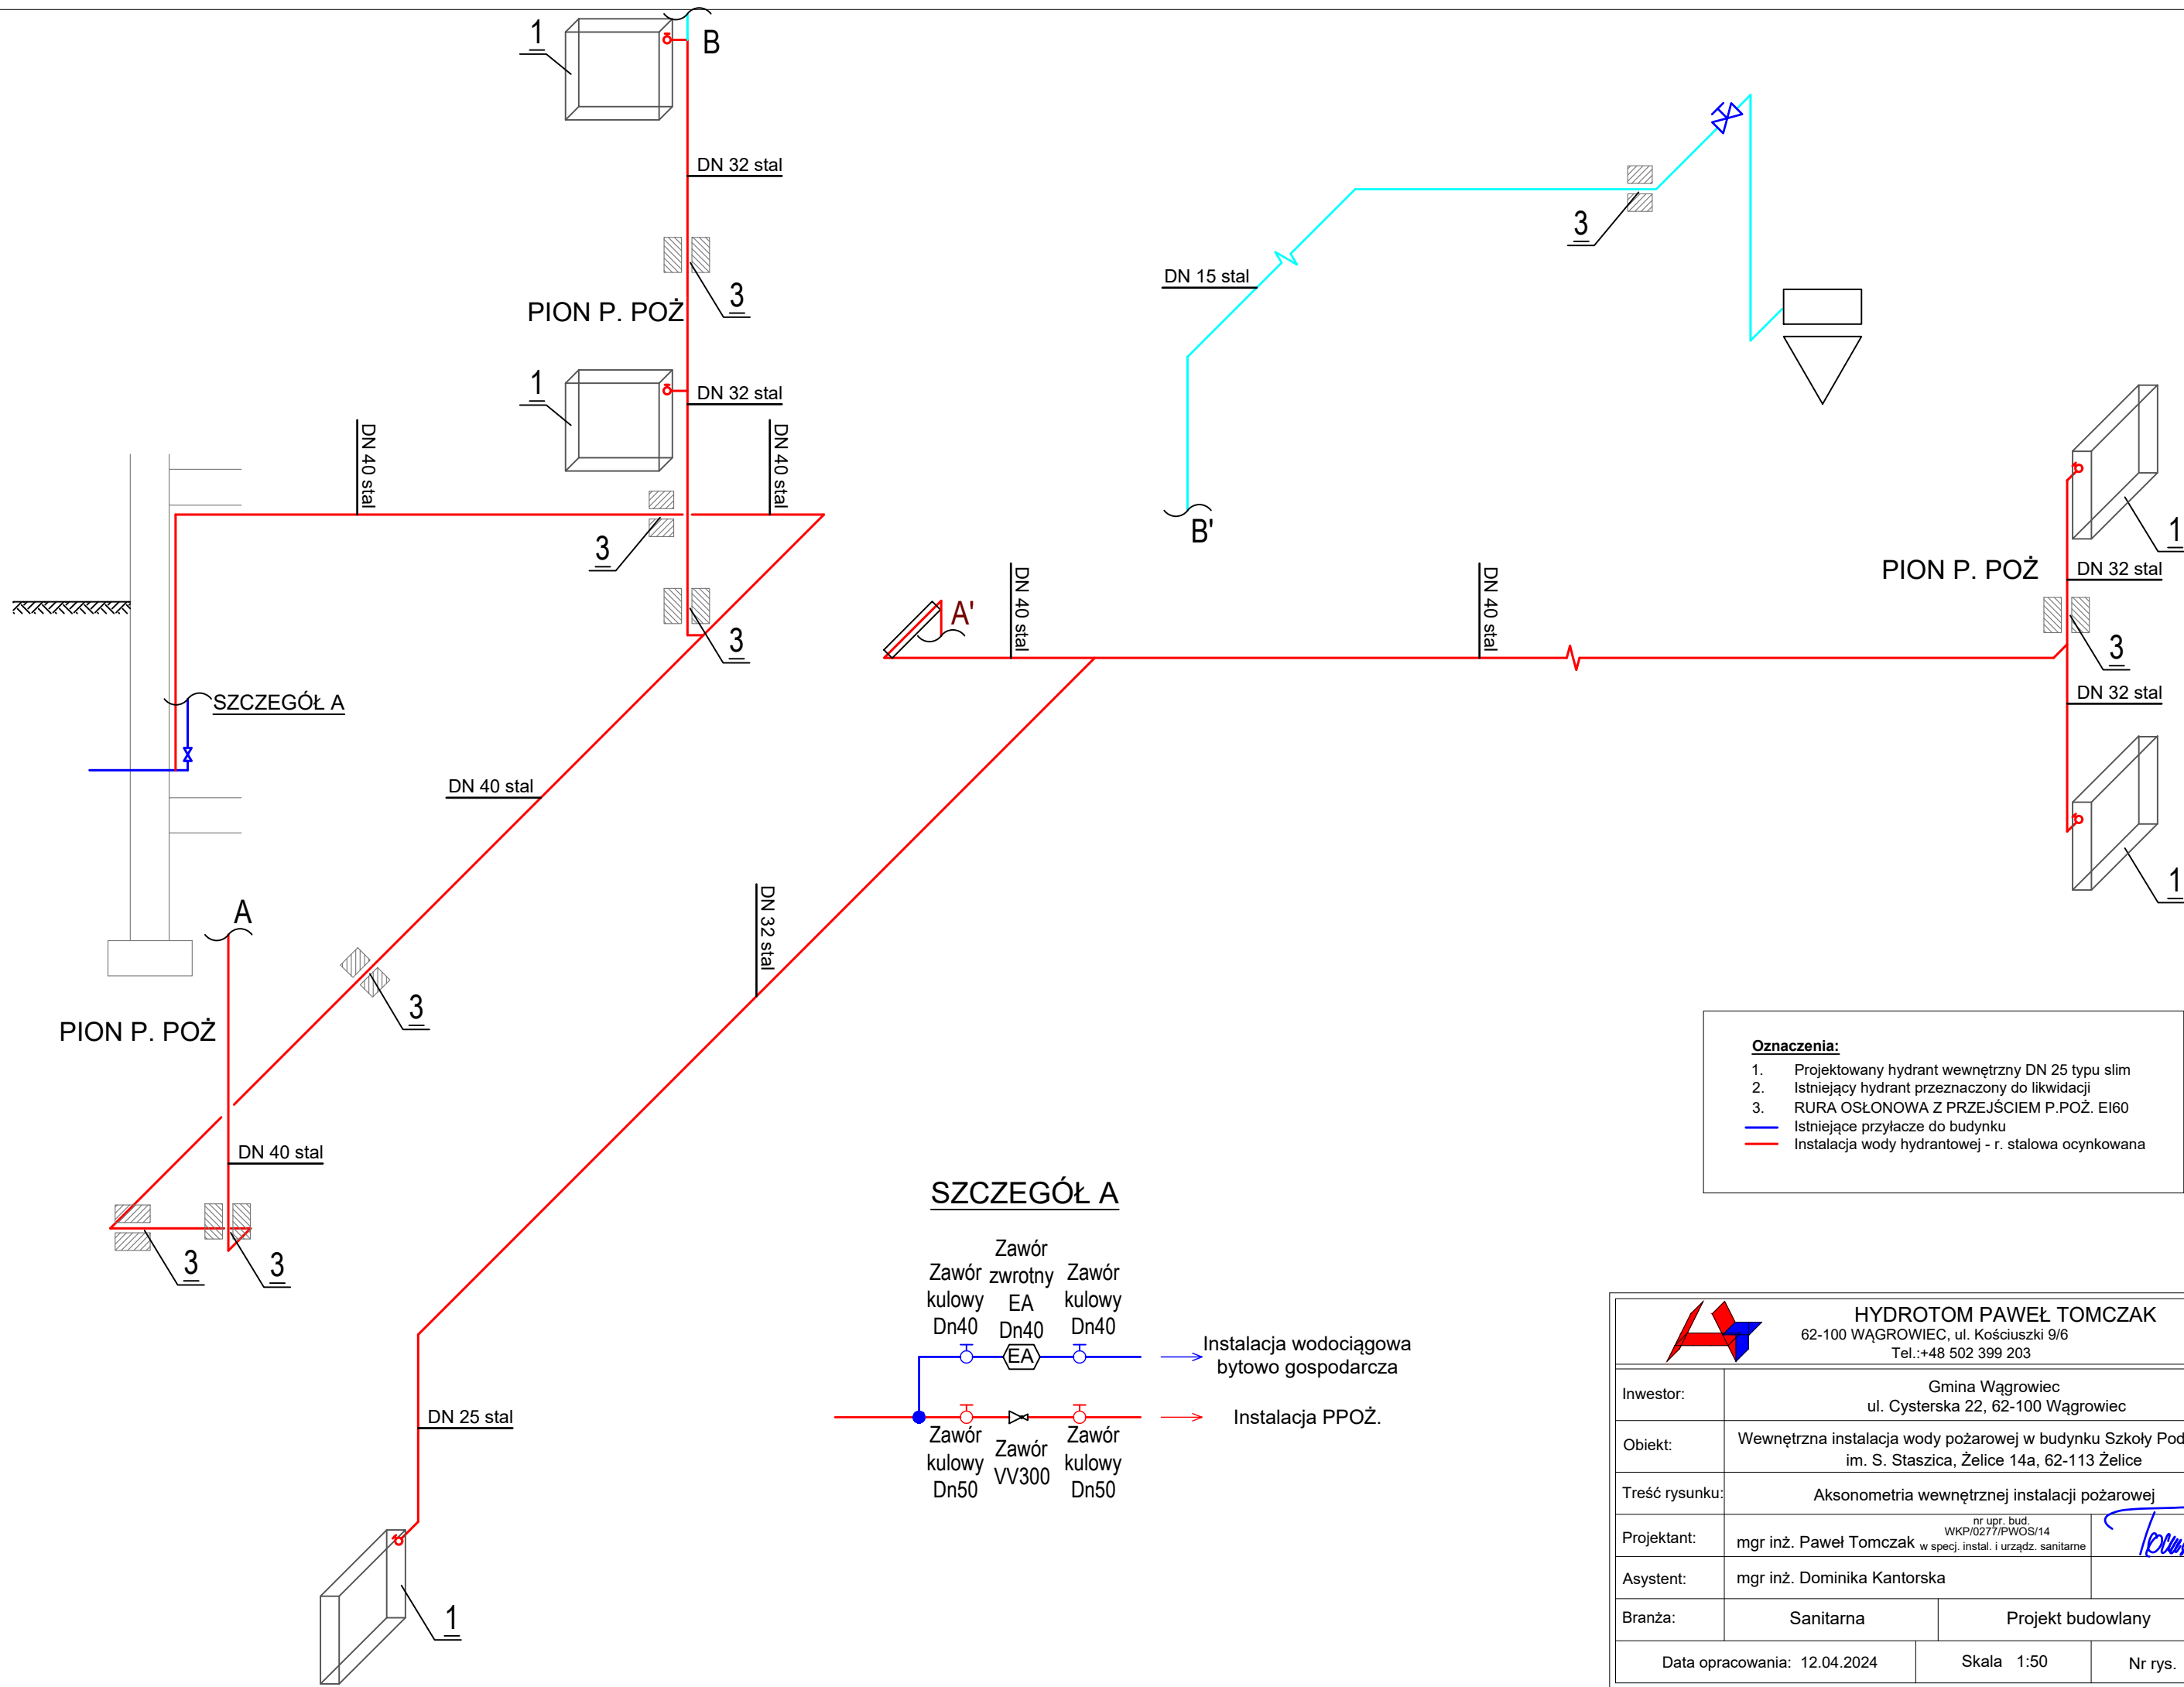 1
B
DN 32 stal
3
PION P. POŻ
1
DN 32 stal
DN 40 stal
DN 40 stal
3
3
SZCZEGÓŁ A
DN 40 stal
A
3
PION P. POŻ
DN 40 stal
3
3
DN 15 stal
3
B'
A'
DN 40 stal
DN 40 stal
PION P. POŻ
1
DN 32 stal
3
DN 32 stal
1
DN 32 stal
DN 25 stal
1
Oznaczenia:
1. Projektowany hydrant wewnętrzny DN 25 typu slim
2. Istniejący hydrant przeznaczony do likwidacji
3. RURA OSŁONOWA Z PRZEJŚCIEM P.POŻ. EI60
Istniejące przyłacze do budynku
Instalacja wody hydrantowej - r. stalowa ocynkowana
SZCZEGÓŁ A
Zawór
kulowy
Dn40
Zawór
zwrotny
EA
Dn40
Zawór
kulowy
Dn40
EA
Instalacja wodociągowa
bytowo gospodarcza
Instalacja PPOŻ.
Zawór
kulowy
Dn50
Zawór
VV300
Zawór
kulowy
Dn50
HYDROTOM PAWEŁ TOMCZAK
62-100 WĄGROWIEC, ul. Kościuszki 9/6
Tel.:+48 502 399 203
Inwestor:
Gmina Wągrowiec
ul. Cysterska 22, 62-100 Wągrowiec
Obiekt:
Wewnętrzna instalacja wody pożarowej w budynku Szkoły Pod
im. S. Staszica, Żelice 14a, 62-113 Żelice
Treść rysunku:
Aksonometria wewnętrznej instalacji pożarowej
Projektant:
mgr inż. Paweł Tomczak
nr upr. bud.
WKP/0277/PWOS/14
w specj. instal. i urządz. sanitarne
Asystent:
mgr inż. Dominika Kantorska
Branża:
Sanitarna
Projekt budowlany
Data opracowania: 12.04.2024
Skala 1:50
Nr rys.